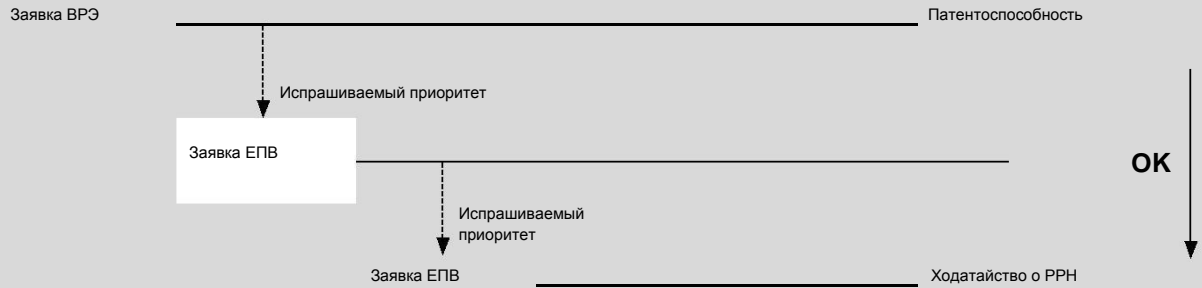 Заявка ВРЭ
Патентоспособность
Испрашиваемый приоритет
Заявка ЕПВ
OK
Испрашиваемый
приоритет
Заявка ЕПВ
Ходатайство о РРН